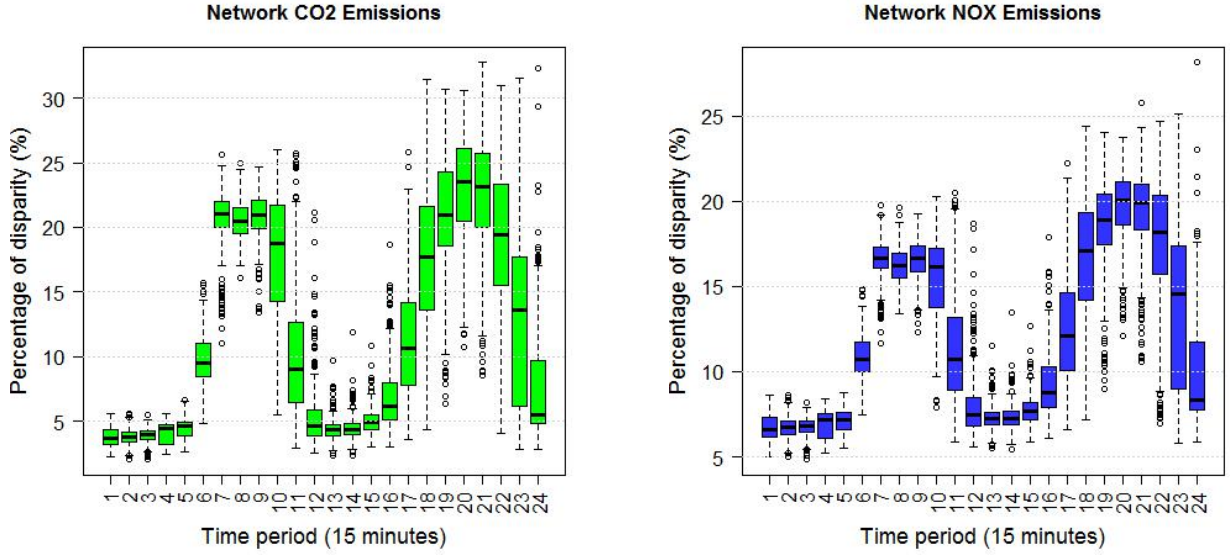 Network CO2 Emissions
Percentage of disparity (%)
30
25
20
15
10
5
1 2 3 4 5 6 7 8 9 10 11 12 13 14 15 16 17 18 19 20 21 22 23 24
Time period (15 minutes)
Network NOX Emissions
Percentage of disparity (%)
25
20
15
10
5
1 2 3 4 5 6 7 8 9 10 11 12 13 14 15 16 17 18 19 20 21 22 23 24
Time period (15 minutes)